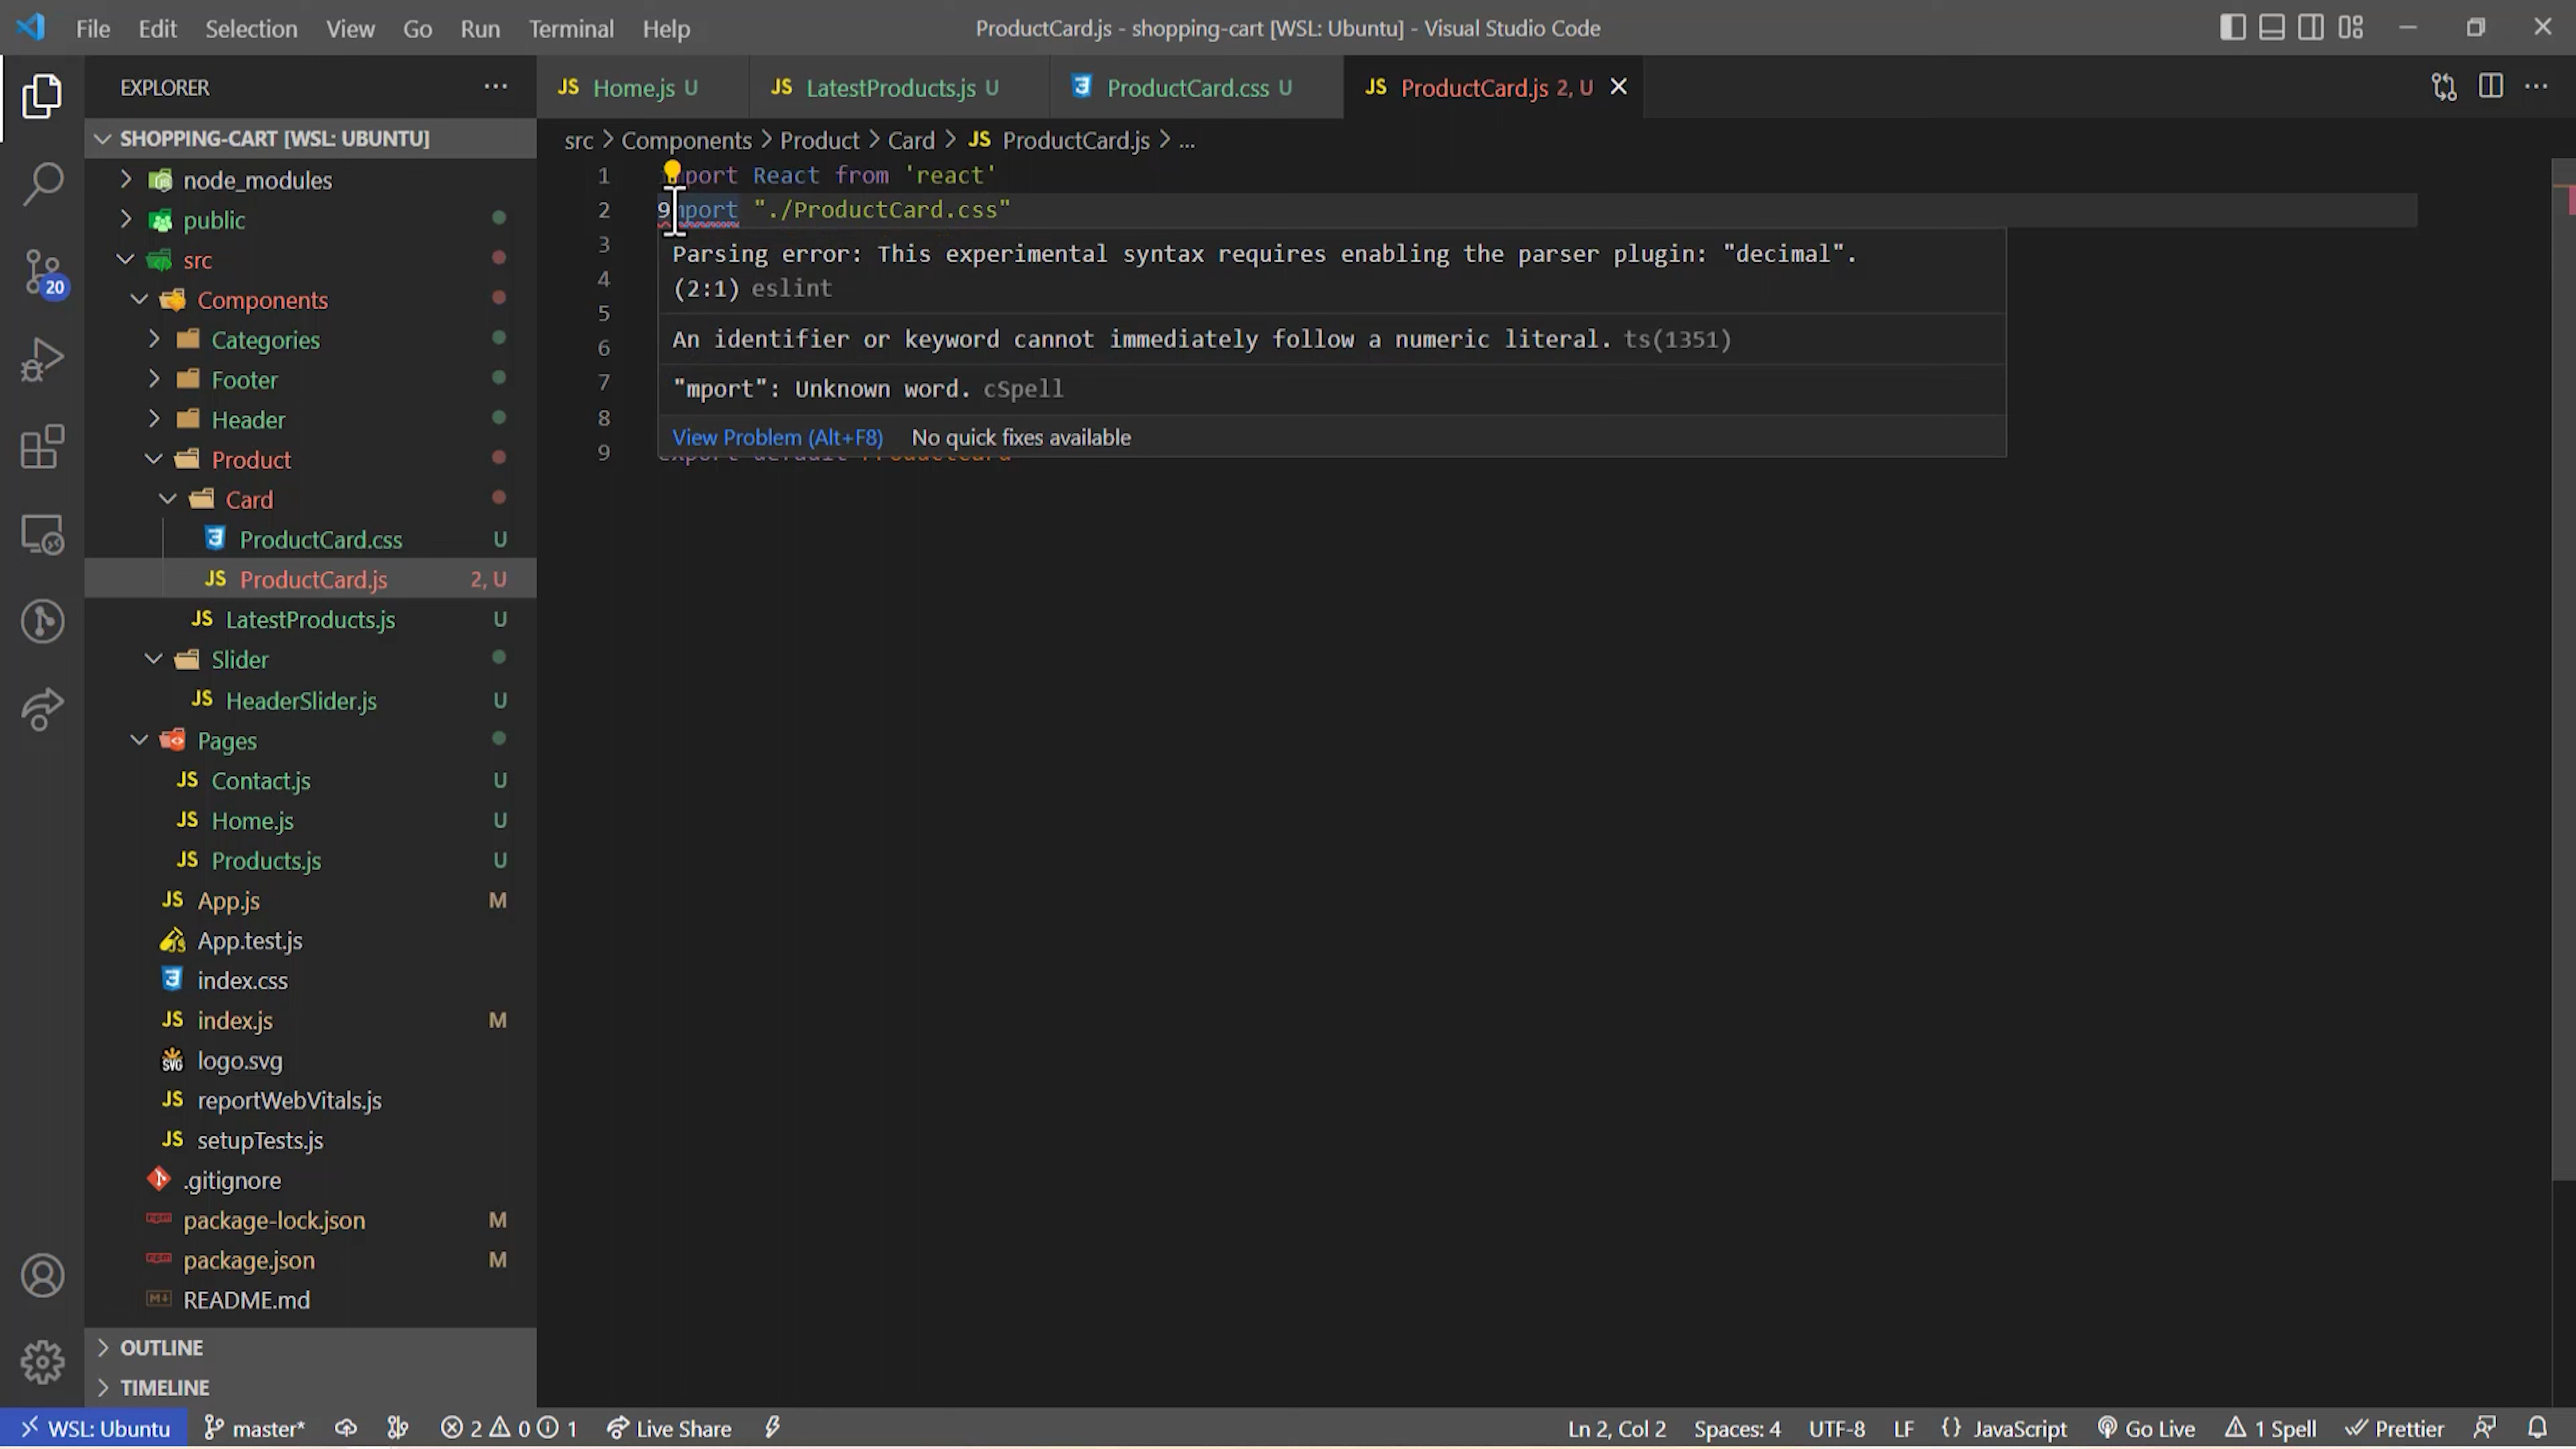 File Edit Selection View Go Run Terminal Help
ProductCard.js - shopping-cart [WSL: Ubuntu] - Visual Studio Code
EXPLORER
SHOPPING-CART [WSL: UBUNTU]
node_modules
public
src
Components
Categories
Footer
Header
Product
Card
ProductCard.css U
ProductCard.js 2, U
LatestProducts.js U
Slider
HeaderSlider.js U
Pages
Contact.js U
Home.js U
Products.js U
App.js M
App.test.js
index.css
index.js M
logo.svg
reportWebVitals.js
setupTests.js
.gitignore
package-lock.json M
package.json M
README.md
OUTLINE
TIMELINE
20
Home.js U
LatestProducts.js U
ProductCard.css U
ProductCard.js 2, U
src > Components > Product > Card > JS ProductCard.js > ...
1 import React from 'react'
2 9mport "./ProductCard.css"
3
4
5
6
7
8
9 export default ProductCard
Parsing error: This experimental syntax requires enabling the parser plugin: "decimal".
(2:1) eslint
An identifier or keyword cannot immediately follow a numeric literal. ts(1351)
"mport": Unknown word. cSpell
View Problem (Alt+F8) No quick fixes available
WSL: Ubuntu master* 2 0 1 Live Share
Ln 2, Col 2 Spaces: 4 UTF-8 LF {} JavaScript Go Live 1 Spell Prettier